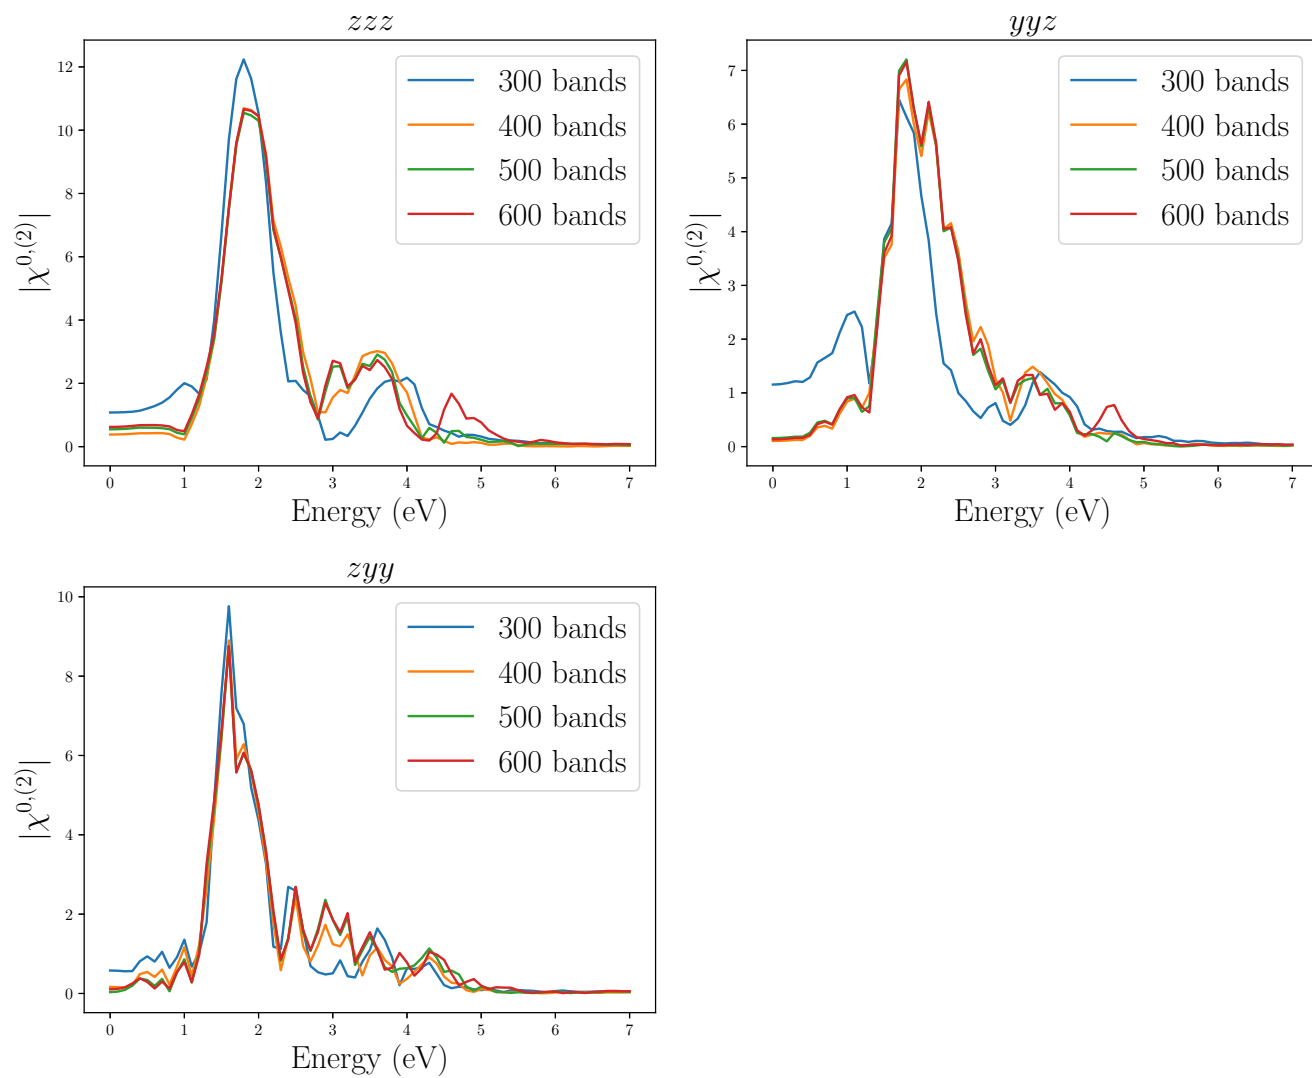 zzz
|χ^{0,(2)}|
12
10
8
6
4
2
0
300 bands
400 bands
500 bands
600 bands
0 1 2 3 4 5 6 7
Energy (eV)
yyz
|χ^{0,(2)}|
7
6
5
4
3
2
1
0
300 bands
400 bands
500 bands
600 bands
0 1 2 3 4 5 6 7
Energy (eV)
zyy
|χ^{0,(2)}|
10
8
6
4
2
0
300 bands
400 bands
500 bands
600 bands
0 1 2 3 4 5 6 7
Energy (eV)